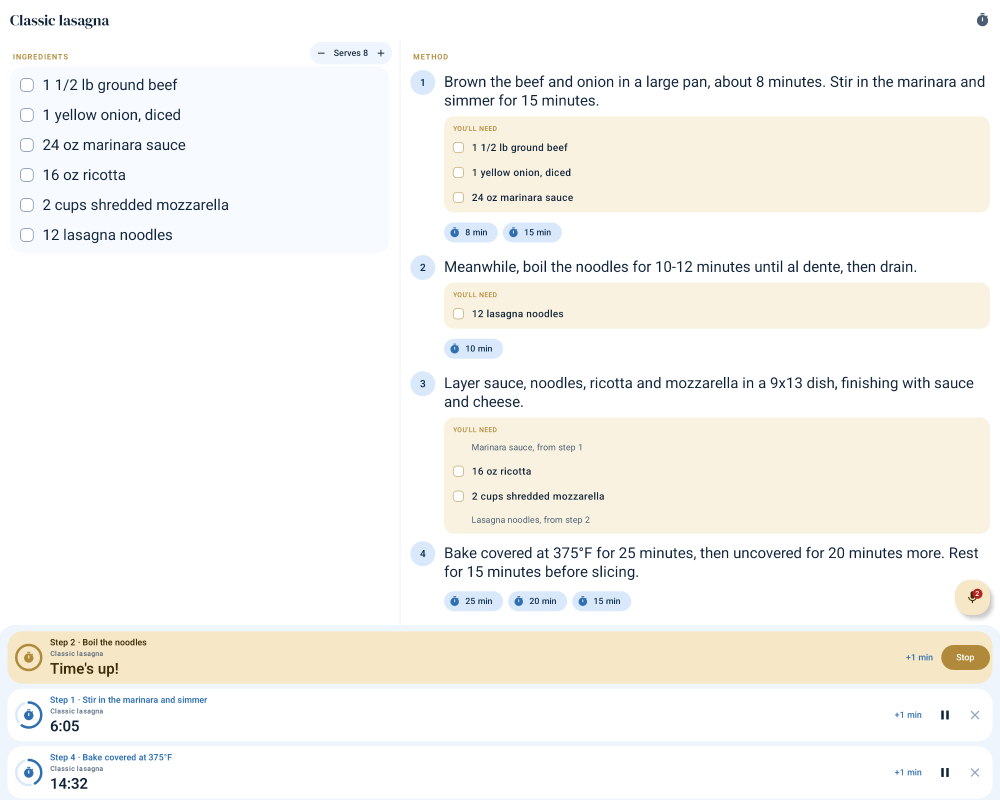 Classic lasagna
INGREDIENTS
− Serves 8 +
1 1/2 lb ground beef
1 yellow onion, diced
24 oz marinara sauce
16 oz ricotta
2 cups shredded mozzarella
12 lasagna noodles
METHOD
1
Brown the beef and onion in a large pan, about 8 minutes. Stir in the marinara and
simmer for 15 minutes.
YOU'LL NEED
1 1/2 lb ground beef
1 yellow onion, diced
24 oz marinara sauce
8 min 15 min
2
Meanwhile, boil the noodles for 10-12 minutes until al dente, then drain.
YOU'LL NEED
12 lasagna noodles
10 min
3
Layer sauce, noodles, ricotta and mozzarella in a 9x13 dish, finishing with sauce
and cheese.
YOU'LL NEED
Marinara sauce, from step 1
16 oz ricotta
2 cups shredded mozzarella
Lasagna noodles, from step 2
4
Bake covered at 375°F for 25 minutes, then uncovered for 20 minutes more. Rest
for 15 minutes before slicing.
25 min 20 min 15 min
2
Step 2 · Boil the noodles
Classic lasagna
Time's up!
+1 min Stop
Step 1 · Stir in the marinara and simmer
Classic lasagna
6:05
+1 min
Step 4 · Bake covered at 375°F
Classic lasagna
14:32
+1 min